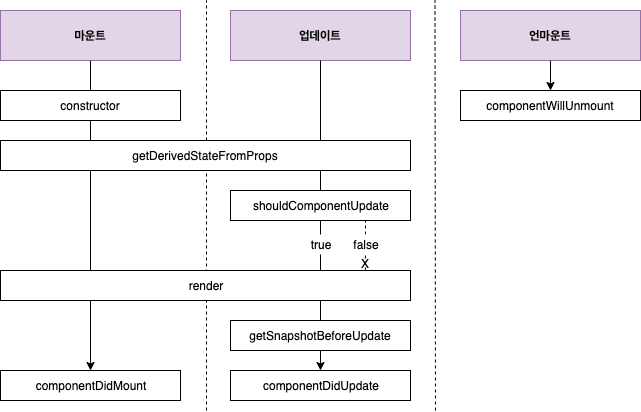 마운트
업데이트
언마운트
constructor
componentWillUnmount
getDerivedStateFromProps
shouldComponentUpdate
true
false
X
render
getSnapshotBeforeUpdate
componentDidMount
componentDidUpdate